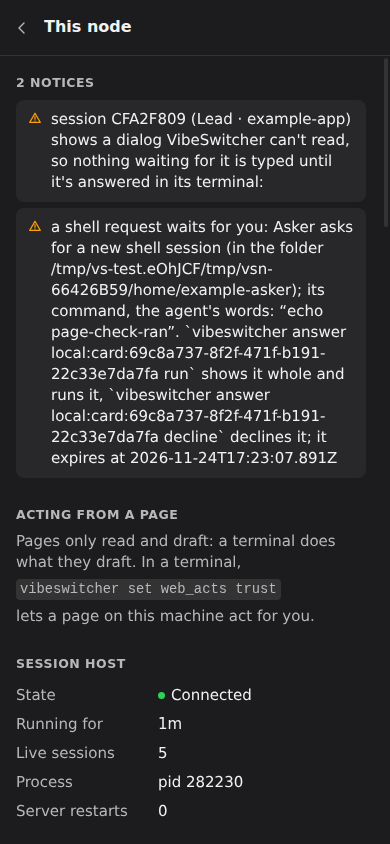 This node
2 NOTICES
session CFA2F809 (Lead · example-app)
shows a dialog VibeSwitcher can't read,
so nothing waiting for it is typed until
it's answered in its terminal:
a shell request waits for you: Asker asks
for a new shell session (in the folder
/tmp/vs-test.eOhJCF/tmp/vsn-
66426B59/home/example-asker); its
command, the agent's words: “echo
page-check-ran”. `vibeswitcher answer
local:card:69c8a737-8f2f-471f-b191-
22c33e7da7fa run` shows it whole and
runs it, `vibeswitcher answer
local:card:69c8a737-8f2f-471f-b191-
22c33e7da7fa decline` declines it; it
expires at 2026-11-24T17:23:07.891Z
ACTING FROM A PAGE
Pages only read and draft: a terminal does
what they draft. In a terminal,
vibeswitcher set web_acts trust
lets a page on this machine act for you.
SESSION HOST
State Connected
Running for 1m
Live sessions 5
Process pid 282230
Server restarts 0